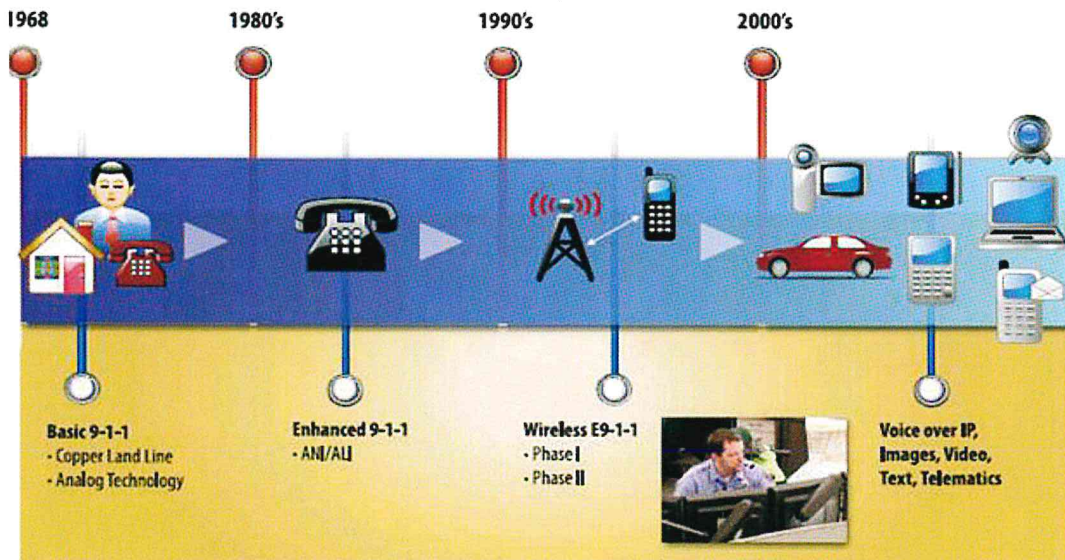 1968
1980's
1990's
2000's
Basic 9-1-1
- Copper Land Line
- Analog Technology
Enhanced 9-1-1
- ANI/ALI
Wireless E9-1-1
- Phase I
- Phase II
Voice over IP,
Images, Video,
Text, Telematics